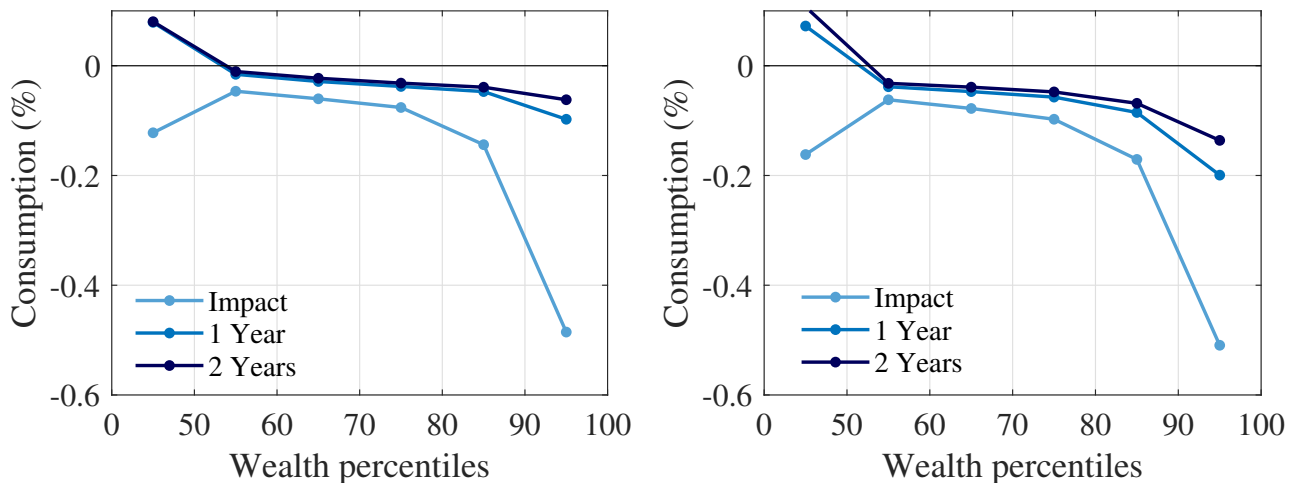 Consumption (%)
0
-0.2
-0.4
-0.6
Impact
1 Year
2 Years
0 50 60 70 80 90 100
Wealth percentiles
Consumption (%)
0
-0.2
-0.4
-0.6
Impact
1 Year
2 Years
0 50 60 70 80 90 100
Wealth percentiles